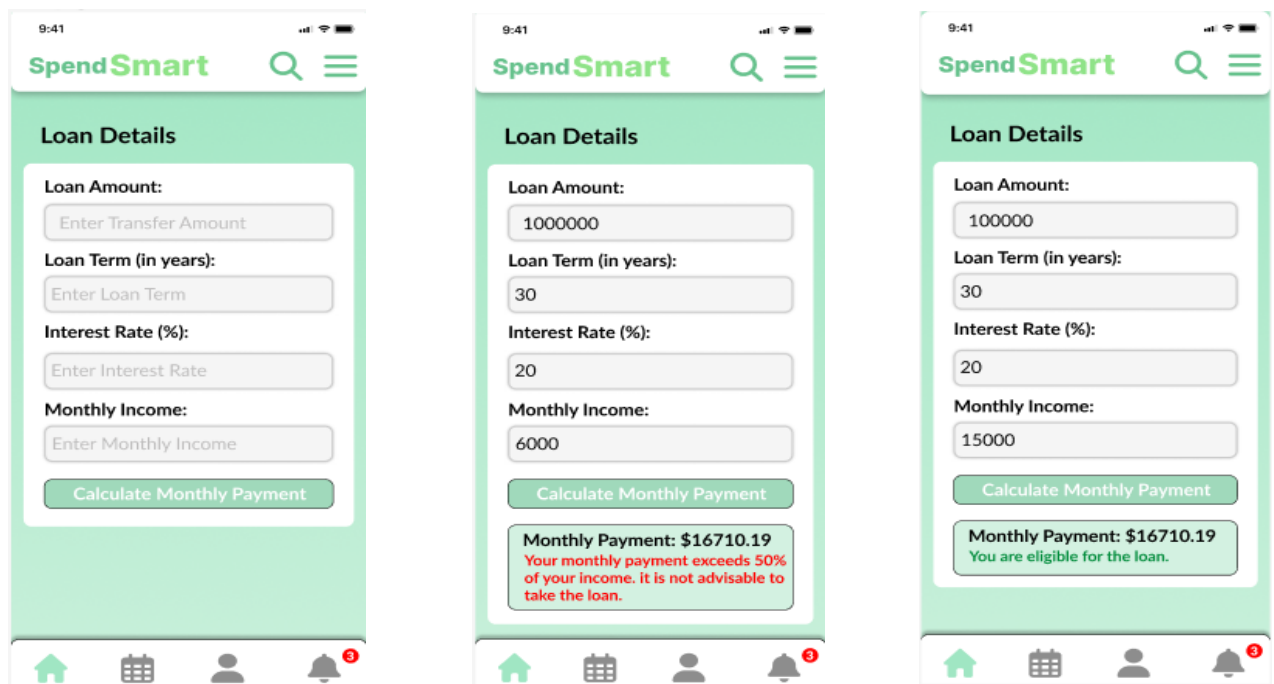 9:41
SpendSmart
Loan Details
Loan Amount:
Enter Transfer Amount
Loan Term (in years):
Enter Loan Term
Interest Rate (%):
Enter Interest Rate
Monthly Income:
Enter Monthly Income
Calculate Monthly Payment
3
9:41
SpendSmart
Loan Details
Loan Amount:
1000000
Loan Term (in years):
30
Interest Rate (%):
20
Monthly Income:
6000
Calculate Monthly Payment
Monthly Payment: $16710.19
Your monthly payment exceeds 50%
of your income. it is not advisable to
take the loan.
3
9:41
SpendSmart
Loan Details
Loan Amount:
100000
Loan Term (in years):
30
Interest Rate (%):
20
Monthly Income:
15000
Calculate Monthly Payment
Monthly Payment: $16710.19
You are eligible for the loan.
3